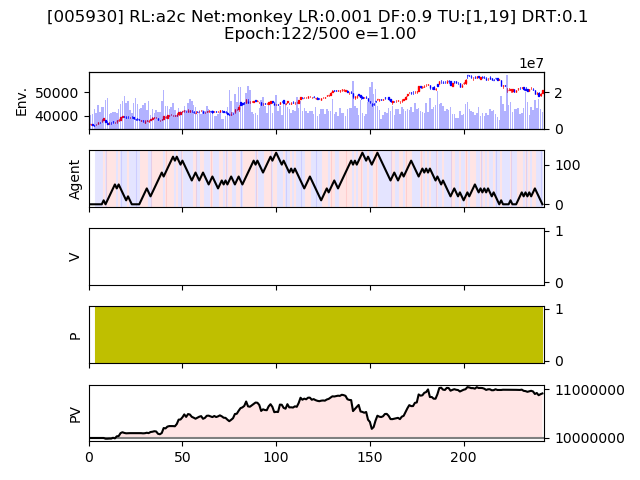 [005930] RL:a2c Net:monkey LR:0.001 DF:0.9 TU:[1,19] DRT:0.1
Epoch:122/500 e=1.00
1e7
Env.
50000
40000
2
0
Agent
100
0
V
1
0
P
1
0
PV
11000000
10000000
0 50 100 150 200